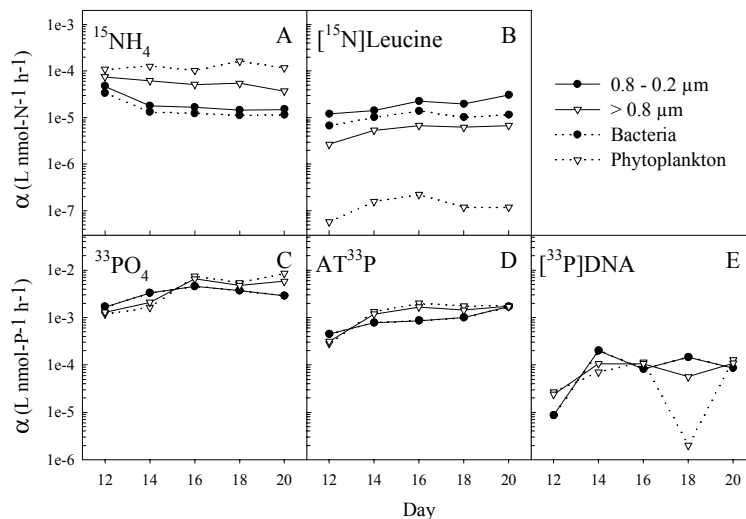 ¹⁵NH₄ A
[¹⁵N]Leucine B
0.8 - 0.2 µm
> 0.8 µm
Bacteria
Phytoplankton
α (L nmol-N⁻¹ h⁻¹)
1e-3
1e-4
1e-5
1e-6
1e-7
³³PO₄ C
AT³³P D
[³³P]DNA E
α (L nmol-P⁻¹ h⁻¹)
1e-2
1e-3
1e-4
1e-5
1e-6
12 14 16 18 20
12 14 16 18 20
12 14 16 18 20
Day